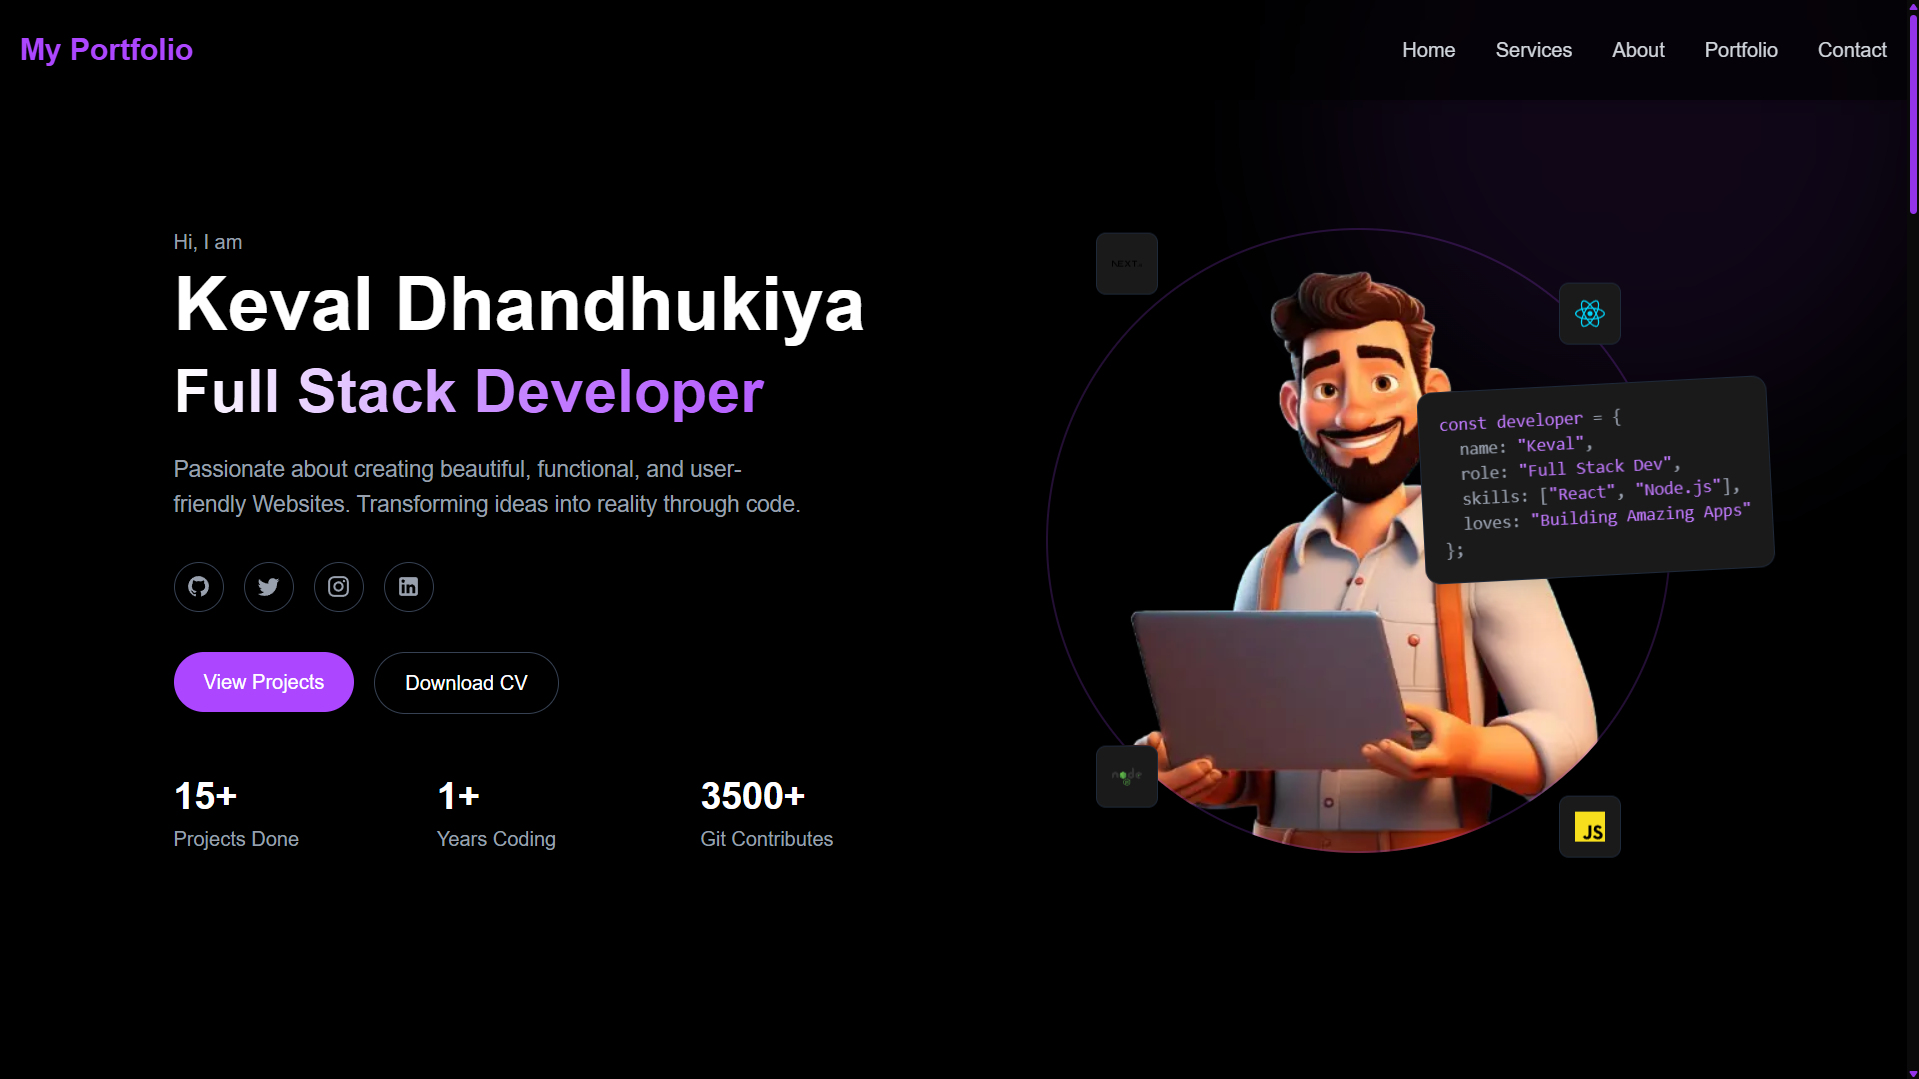 My Portfolio
Home Services About Portfolio Contact
Hi, I am
Keval Dhandhukiya
Full Stack Developer
Passionate about creating beautiful, functional, and user-
friendly Websites. Transforming ideas into reality through code.
View Projects Download CV
15+ 1+ 3500+
Projects Done Years Coding Git Contributes
NEXT.
const developer = {
name: "Keval",
role: "Full Stack Dev",
skills: ["React", "Node.js"],
loves: "Building Amazing Apps"
};
node
JS